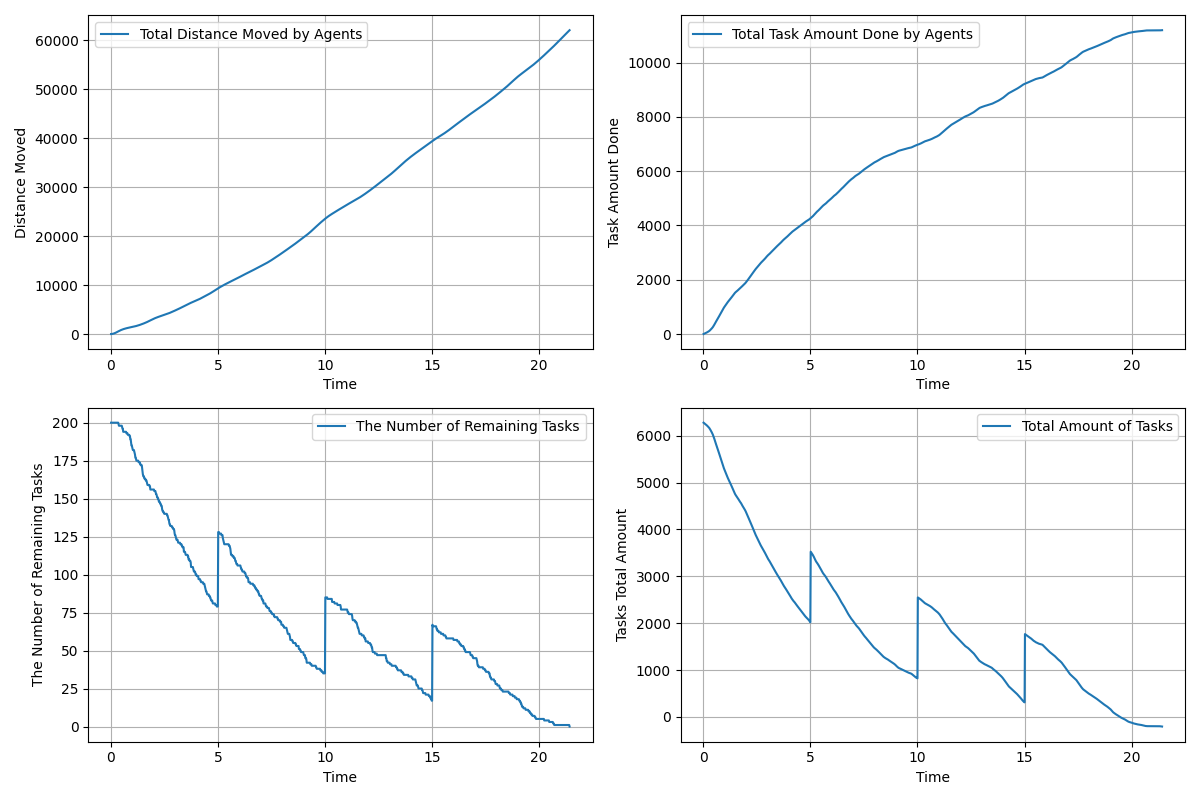 Total Distance Moved by Agents
Distance Moved
60000
50000
40000
30000
20000
10000
0
0 5 10 15 20
Time
Total Task Amount Done by Agents
Task Amount Done
10000
8000
6000
4000
2000
0
0 5 10 15 20
Time
The Number of Remaining Tasks
The Number of Remaining Tasks
200
175
150
125
100
75
50
25
0
0 5 10 15 20
Time
Total Amount of Tasks
Tasks Total Amount
6000
5000
4000
3000
2000
1000
0
0 5 10 15 20
Time